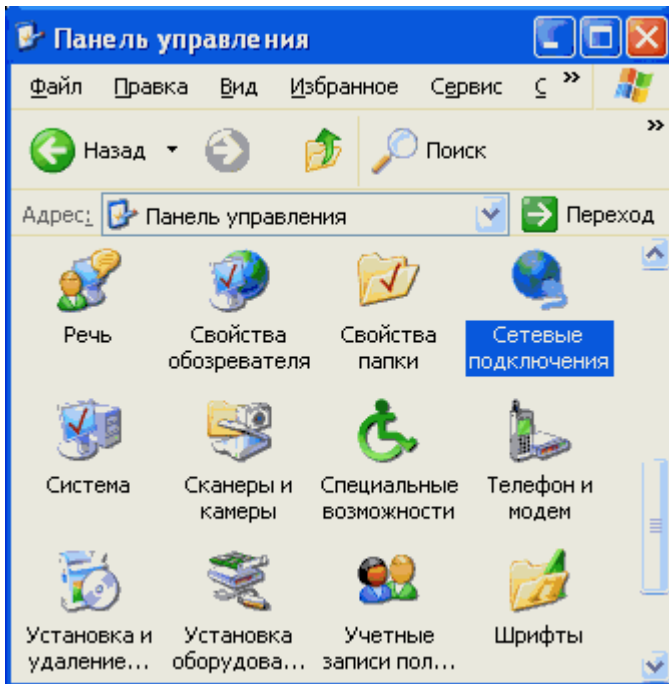 Панель управления
Файл Правка Вид Избранное Сервис С »
Назад Поиск »
Адрес: Панель управления Переход
Речь Свойства обозревателя Свойства папки Сетевые подключения
Система Сканеры и камеры Специальные возможности Телефон и модем
Установка и удаление... Установка оборудова... Учетные записи пол... Шрифты